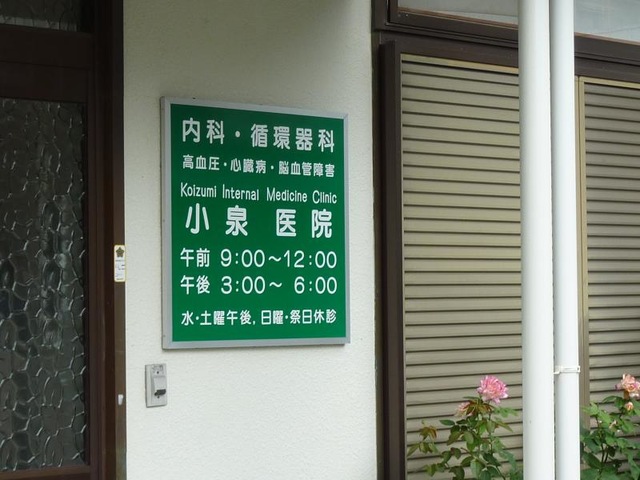 内科・循環器科
高血圧・心臓病・脳血管障害
Koizumi Internal Medicine Clinic
小泉 医院
午前 9:00～12:00
午後 3:00～ 6:00
水・土曜午後,日曜・祭日休診